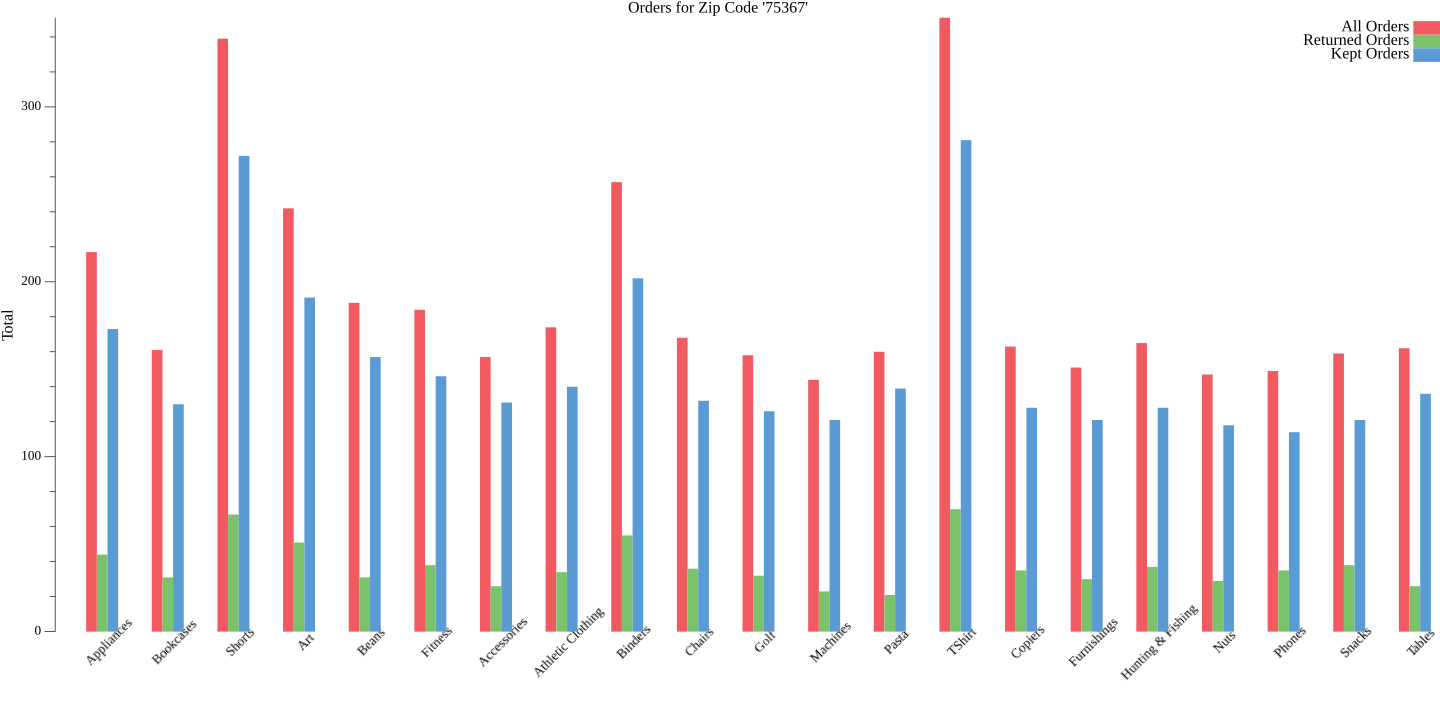 Orders for Zip Code '75367'
All Orders
Returned Orders
Kept Orders
Total
300
200
100
0
Appliances
Bookcases
Shorts
Art
Beans
Fitness
Accessories
Athletic Clothing
Binders
Chairs
Golf
Machines
Pasta
TShirt
Copiers
Furnishings
Hunting & Fishing
Nuts
Phones
Snacks
Tables